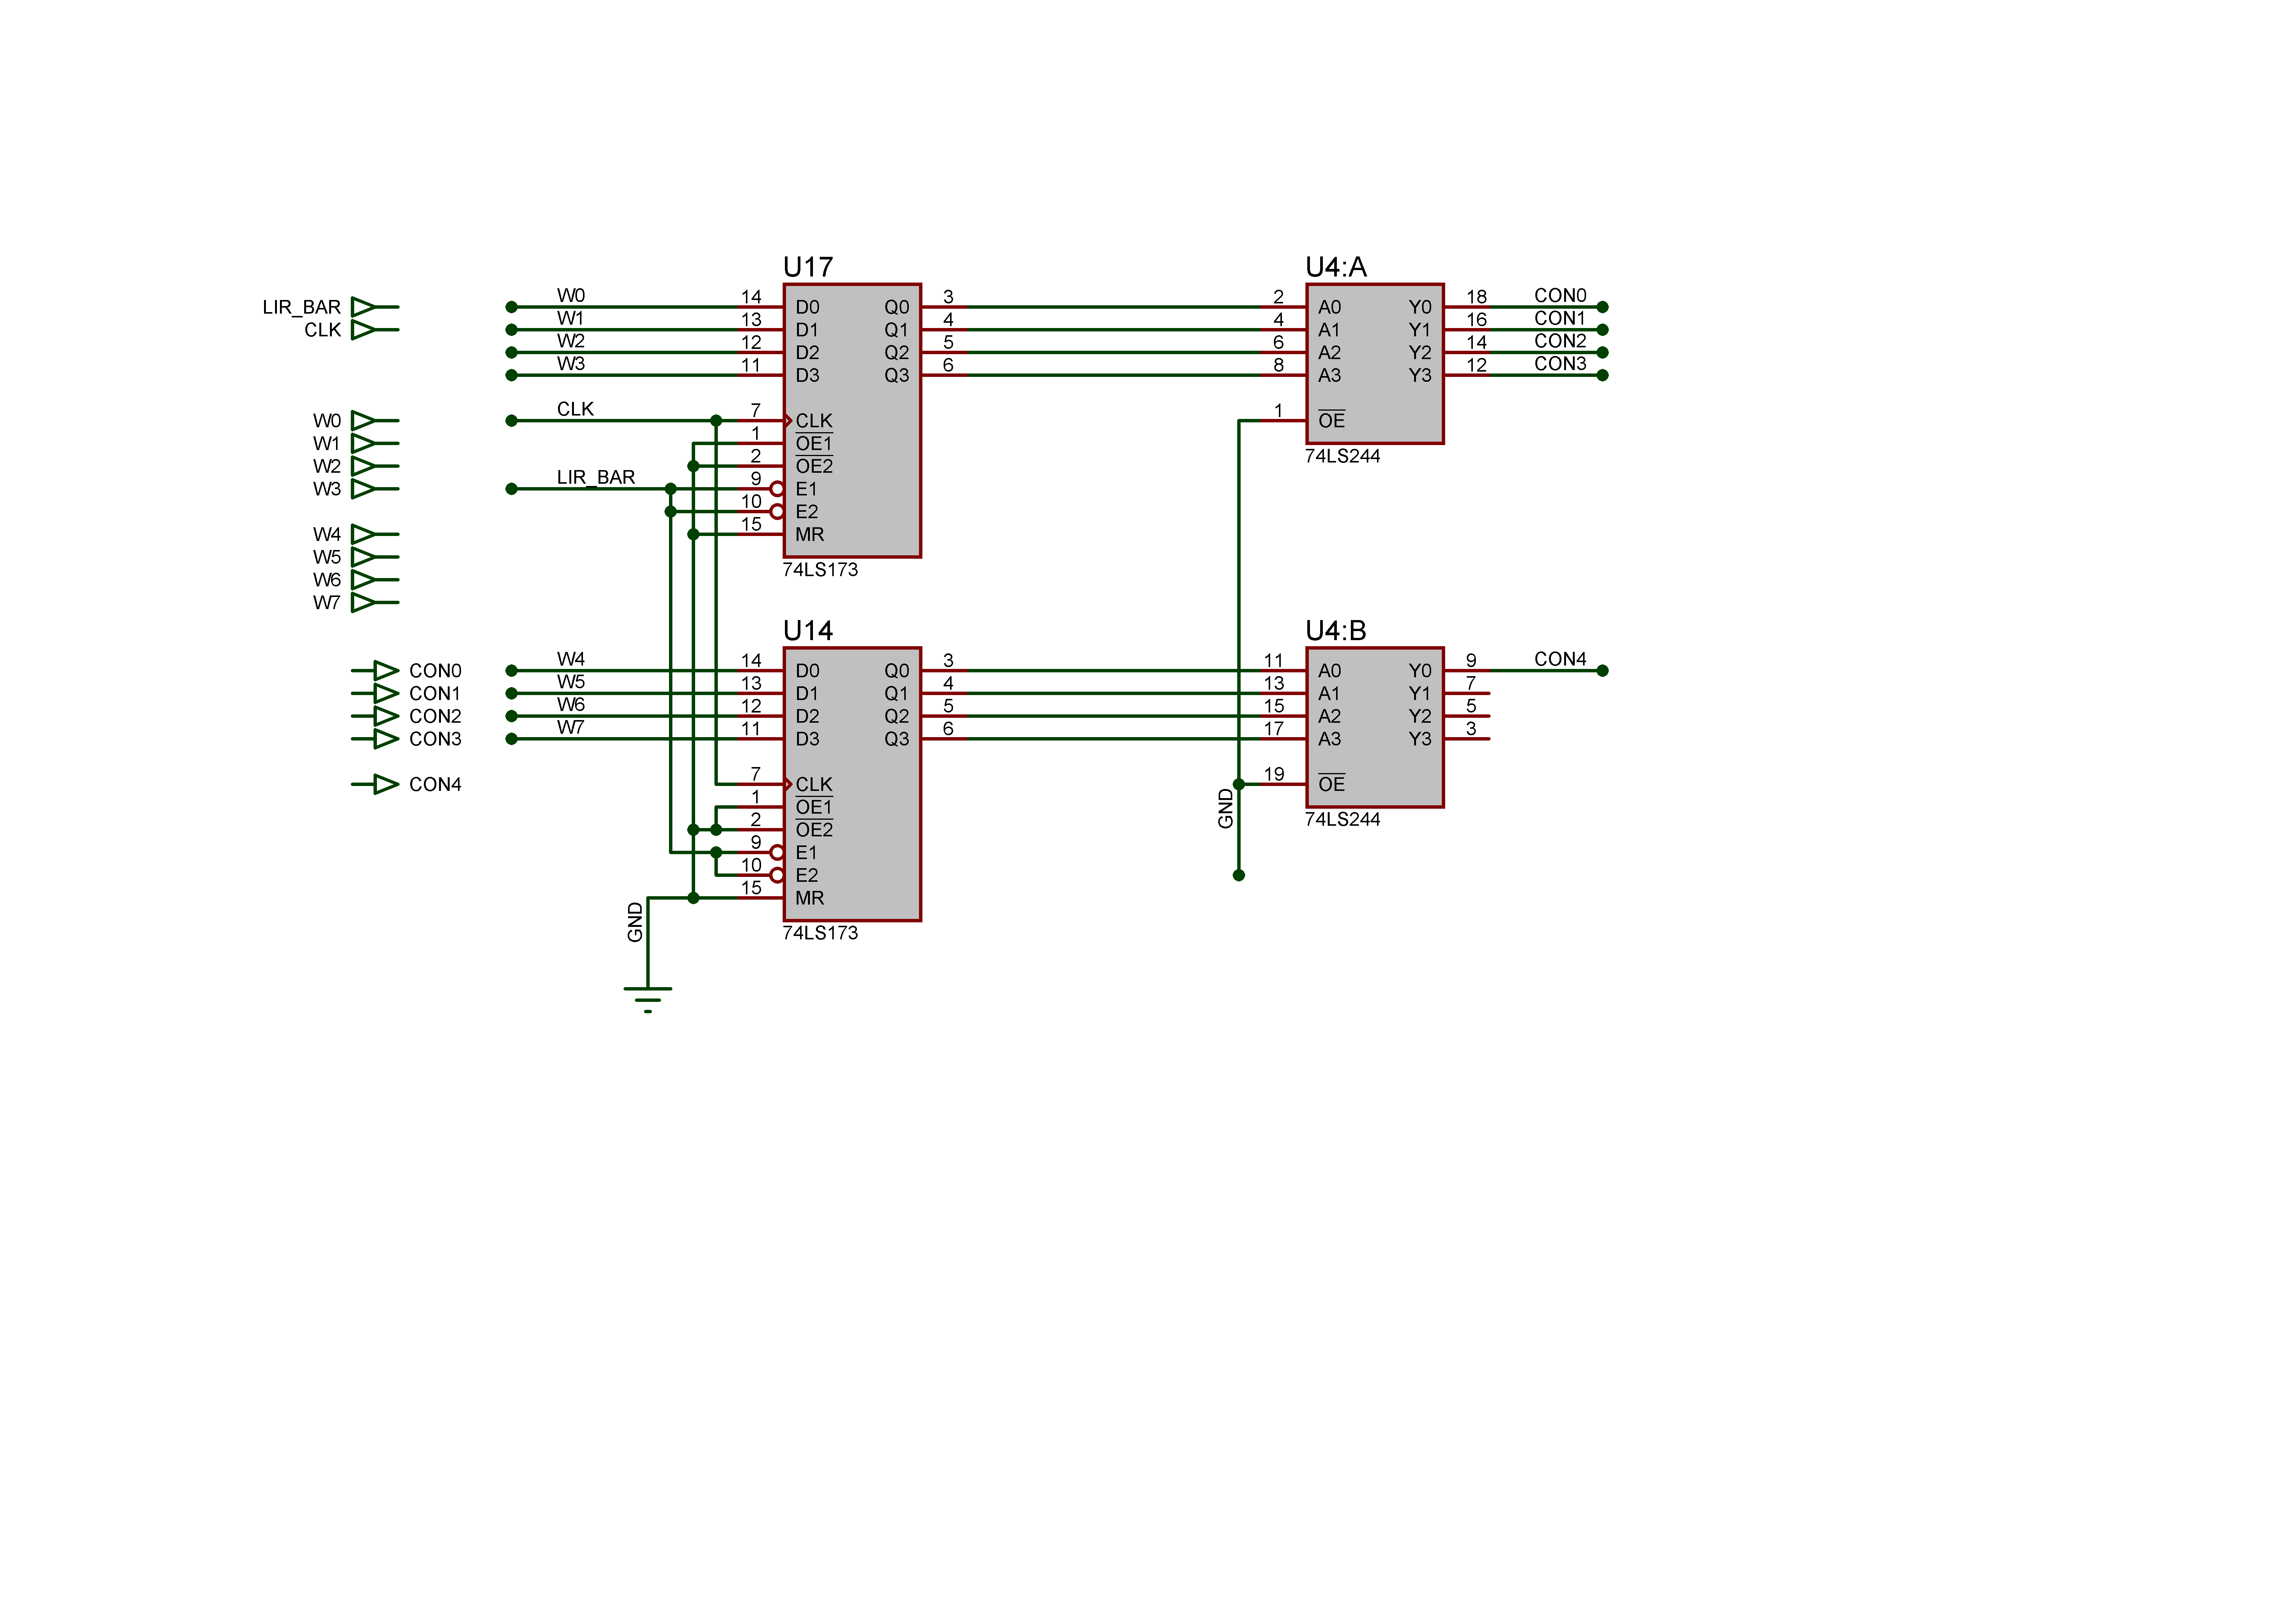 U17
U4:A
LIR_BAR
CLK
W0
W1
W2
W3
W4
W5
W6
W7
CON0
CON1
CON2
CON3
CON4
W0 14 D0 Q0 3
W1 13 D1 Q1 4
W2 12 D2 Q2 5
W3 11 D3 Q3 6
CLK 7 CLK
1 OE1
2 OE2
LIR_BAR 9 E1
10 E2
15 MR
74LS173
2 A0 Y0 18 CON0
4 A1 Y1 16 CON1
6 A2 Y2 14 CON2
8 A3 Y3 12 CON3
1 OE
74LS244
U14
W4 14 D0 Q0 3
W5 13 D1 Q1 4
W6 12 D2 Q2 5
W7 11 D3 Q3 6
7 CLK
1 OE1
2 OE2
9 E1
10 E2
15 MR
74LS173
GND
U4:B
11 A0 Y0 9 CON4
13 A1 Y1 7
15 A2 Y2 5
17 A3 Y3 3
19 OE
GND
74LS244